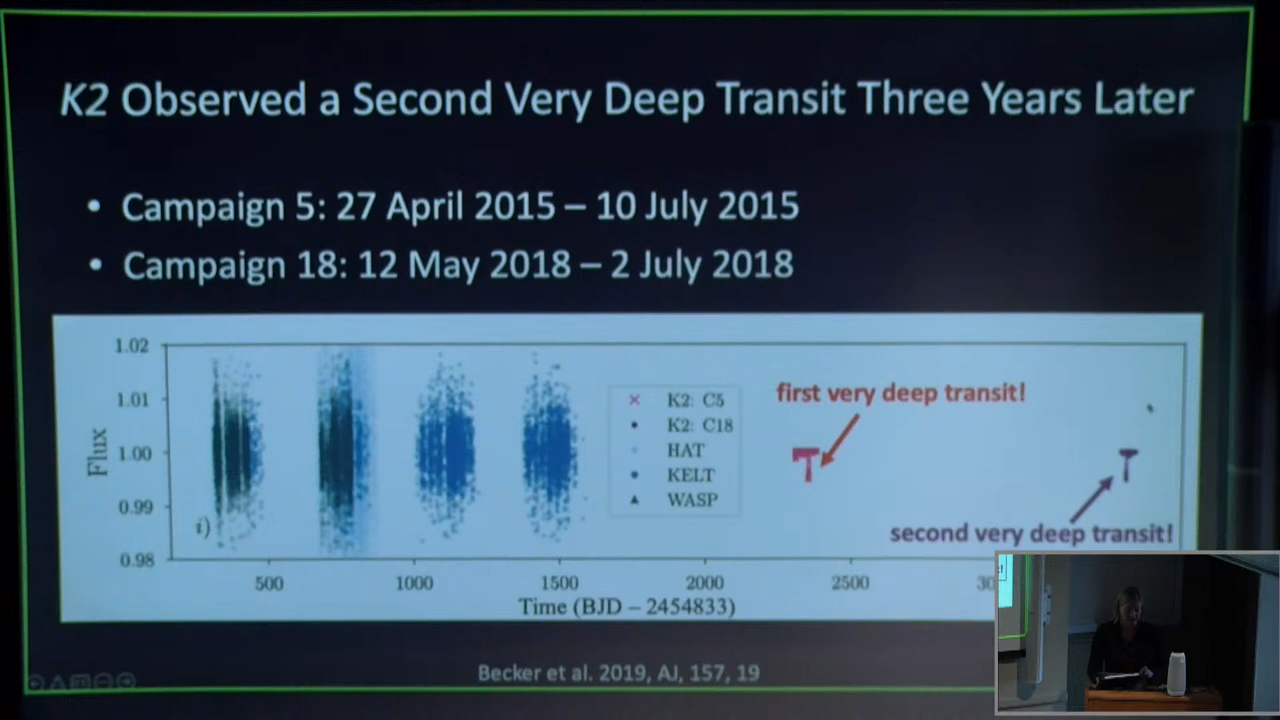 K2 Observed a Second Very Deep Transit Three Years Later
• Campaign 5: 27 April 2015 – 10 July 2015
• Campaign 18: 12 May 2018 – 2 July 2018
1.02
1.01
1.00
0.99
0.98
Flux
i)
K2: C5
K2: C18
HAT
KELT
WASP
first very deep transit!
second very deep transit!
500 1000 1500 2000 2500
Time (BJD – 2454833)
Becker et al. 2019, AJ, 157, 19